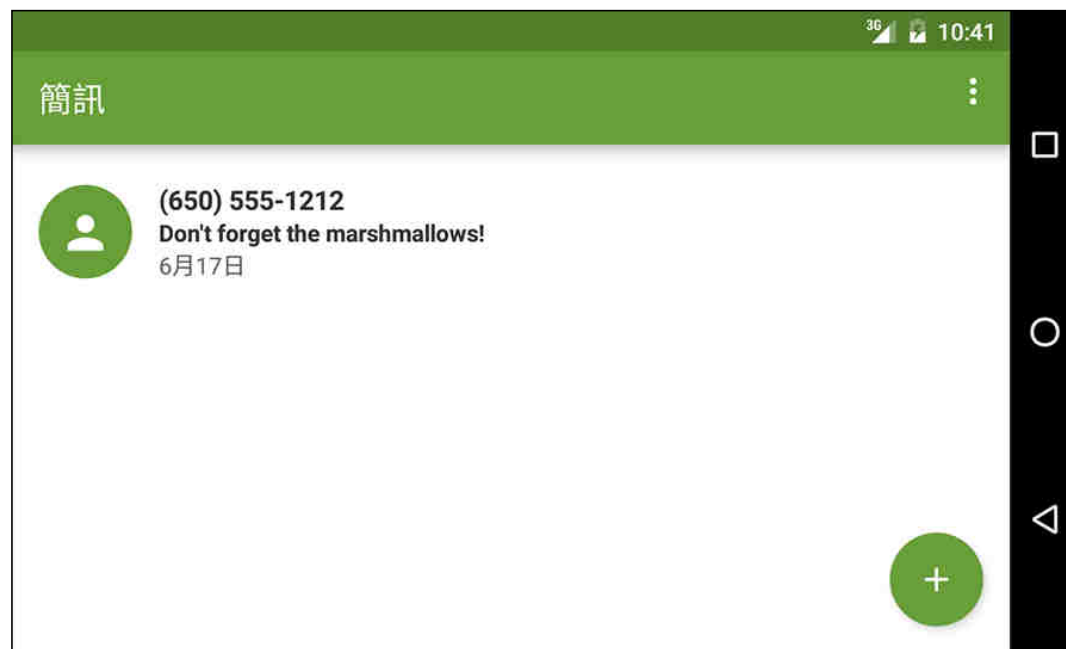 3G 10:41
簡訊
(650) 555-1212
Don't forget the marshmallows!
6月17日